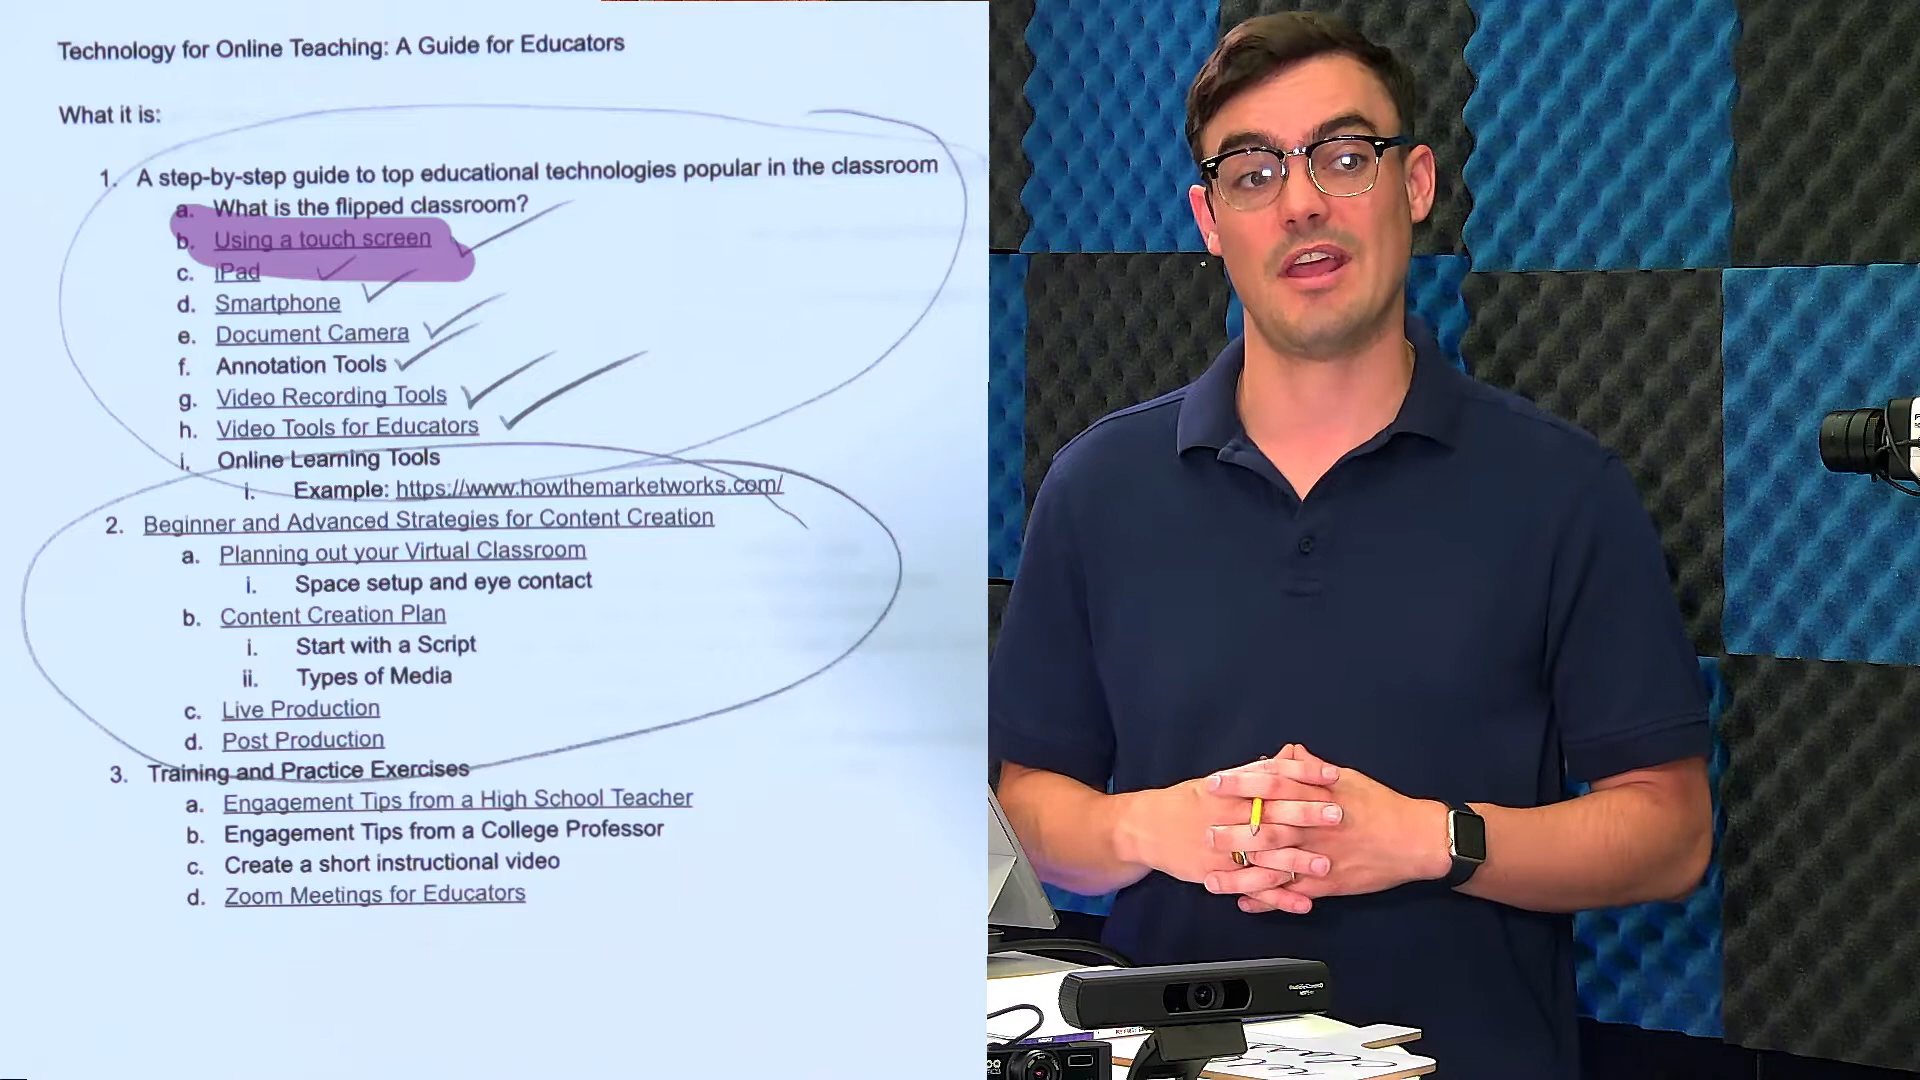 Technology for Online Teaching: A Guide for Educators
What it is:
1. A step-by-step guide to top educational technologies popular in the classroom
a. What is the flipped classroom?
b. Using a touch screen
c. iPad
d. Smartphone
e. Document Camera
f. Annotation Tools
g. Video Recording Tools
h. Video Tools for Educators
i. Online Learning Tools
i. Example: https://www.howthemarketworks.com/
2. Beginner and Advanced Strategies for Content Creation
a. Planning out your Virtual Classroom
i. Space setup and eye contact
b. Content Creation Plan
i. Start with a Script
ii. Types of Media
c. Live Production
d. Post Production
3. Training and Practice Exercises
a. Engagement Tips from a High School Teacher
b. Engagement Tips from a College Professor
c. Create a short instructional video
d. Zoom Meetings for Educators